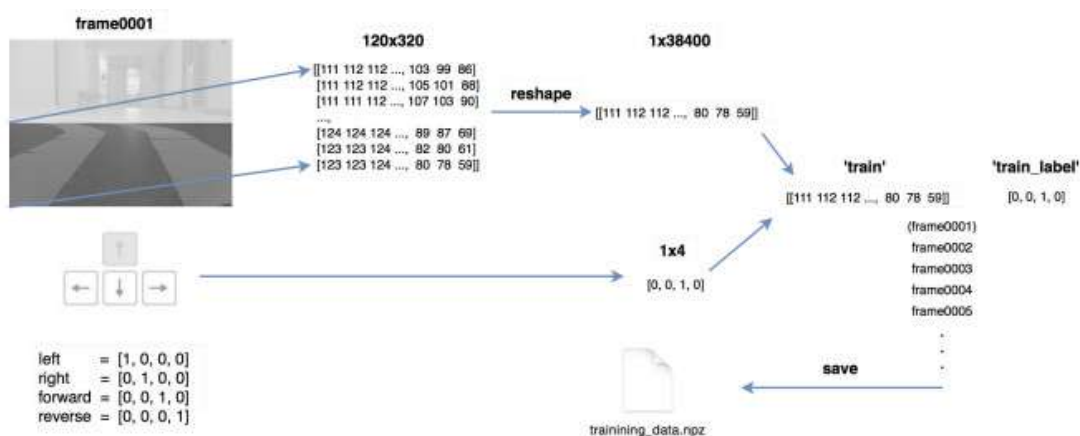 frame0001
120x320
[[111 112 112 ..., 103 99 86]
[111 112 112 ..., 105 101 88]
[111 111 112 ..., 107 103 90]
...,
[124 124 124 ..., 89 87 69]
[123 123 124 ..., 82 80 61]
[123 123 124 ..., 80 78 59]]
reshape
1x38400
[[111 112 112 ..., 80 78 59]]
'train'
[[111 112 112 ..., 80 78 59]]
'train_label'
[0, 0, 1, 0]
(frame0001)
frame0002
frame0003
frame0004
frame0005
.
.
.
1x4
[0, 0, 1, 0]
left = [1, 0, 0, 0]
right = [0, 1, 0, 0]
forward = [0, 0, 1, 0]
reverse = [0, 0, 0, 1]
save
trainining_data.npz